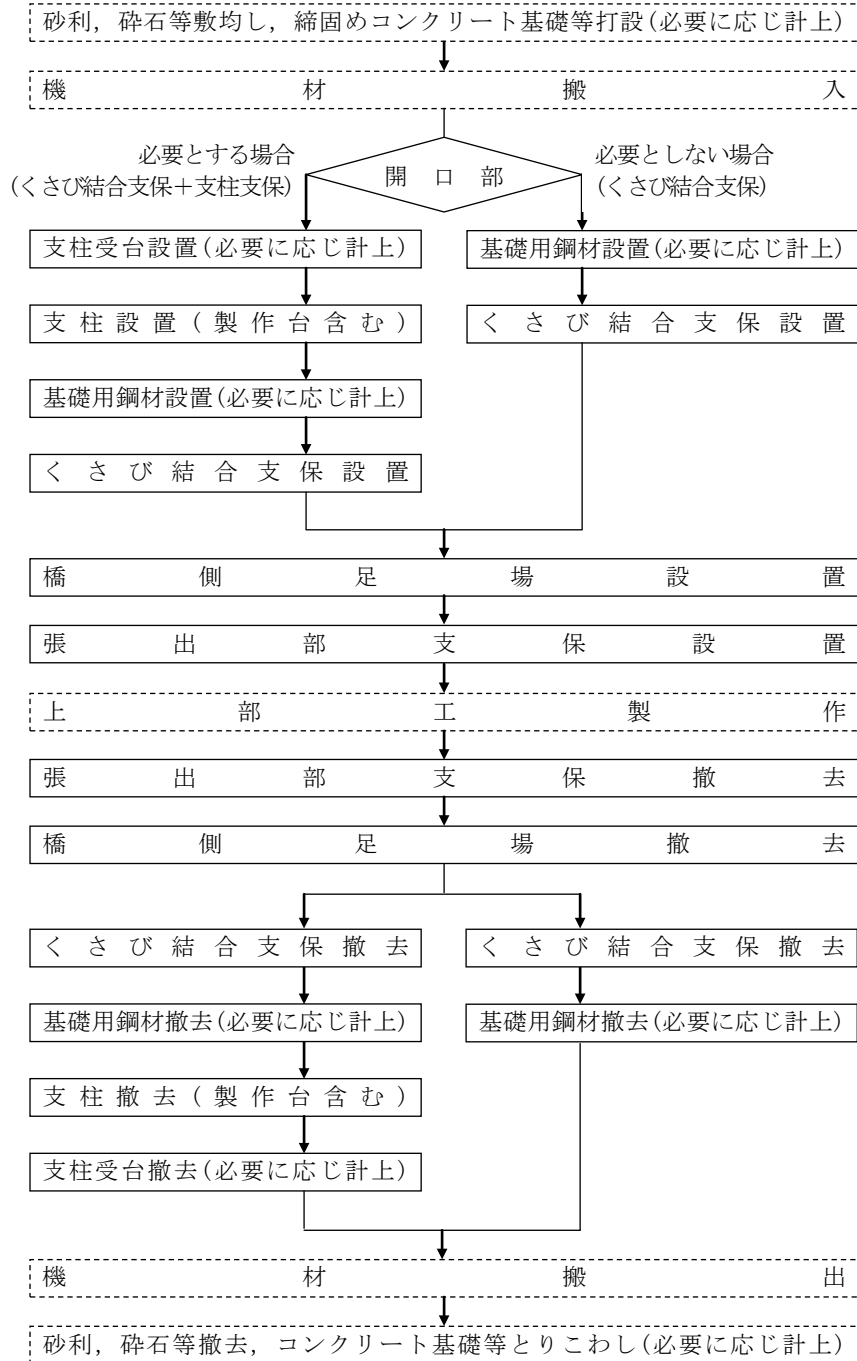 砂利，砕石等敷均し，締固めコンクリート基礎等打設(必要に応じ計上)
機材搬入
必要とする場合
(くさび結合支保＋支柱支保)
開口部
必要としない場合
(くさび結合支保)
支柱受台設置(必要に応じ計上)
基礎用鋼材設置(必要に応じ計上)
支柱設置(製作台含む)
くさび結合支保設置
基礎用鋼材設置(必要に応じ計上)
くさび結合支保設置
橋側足場設置
張出部支保設置
上部工製作
張出部支保撤去
橋側足場撤去
くさび結合支保撤去
くさび結合支保撤去
基礎用鋼材撤去(必要に応じ計上)
基礎用鋼材撤去(必要に応じ計上)
支柱撤去(製作台含む)
支柱受台撤去(必要に応じ計上)
機材搬出
砂利，砕石等撤去，コンクリート基礎等とりこわし(必要に応じ計上)